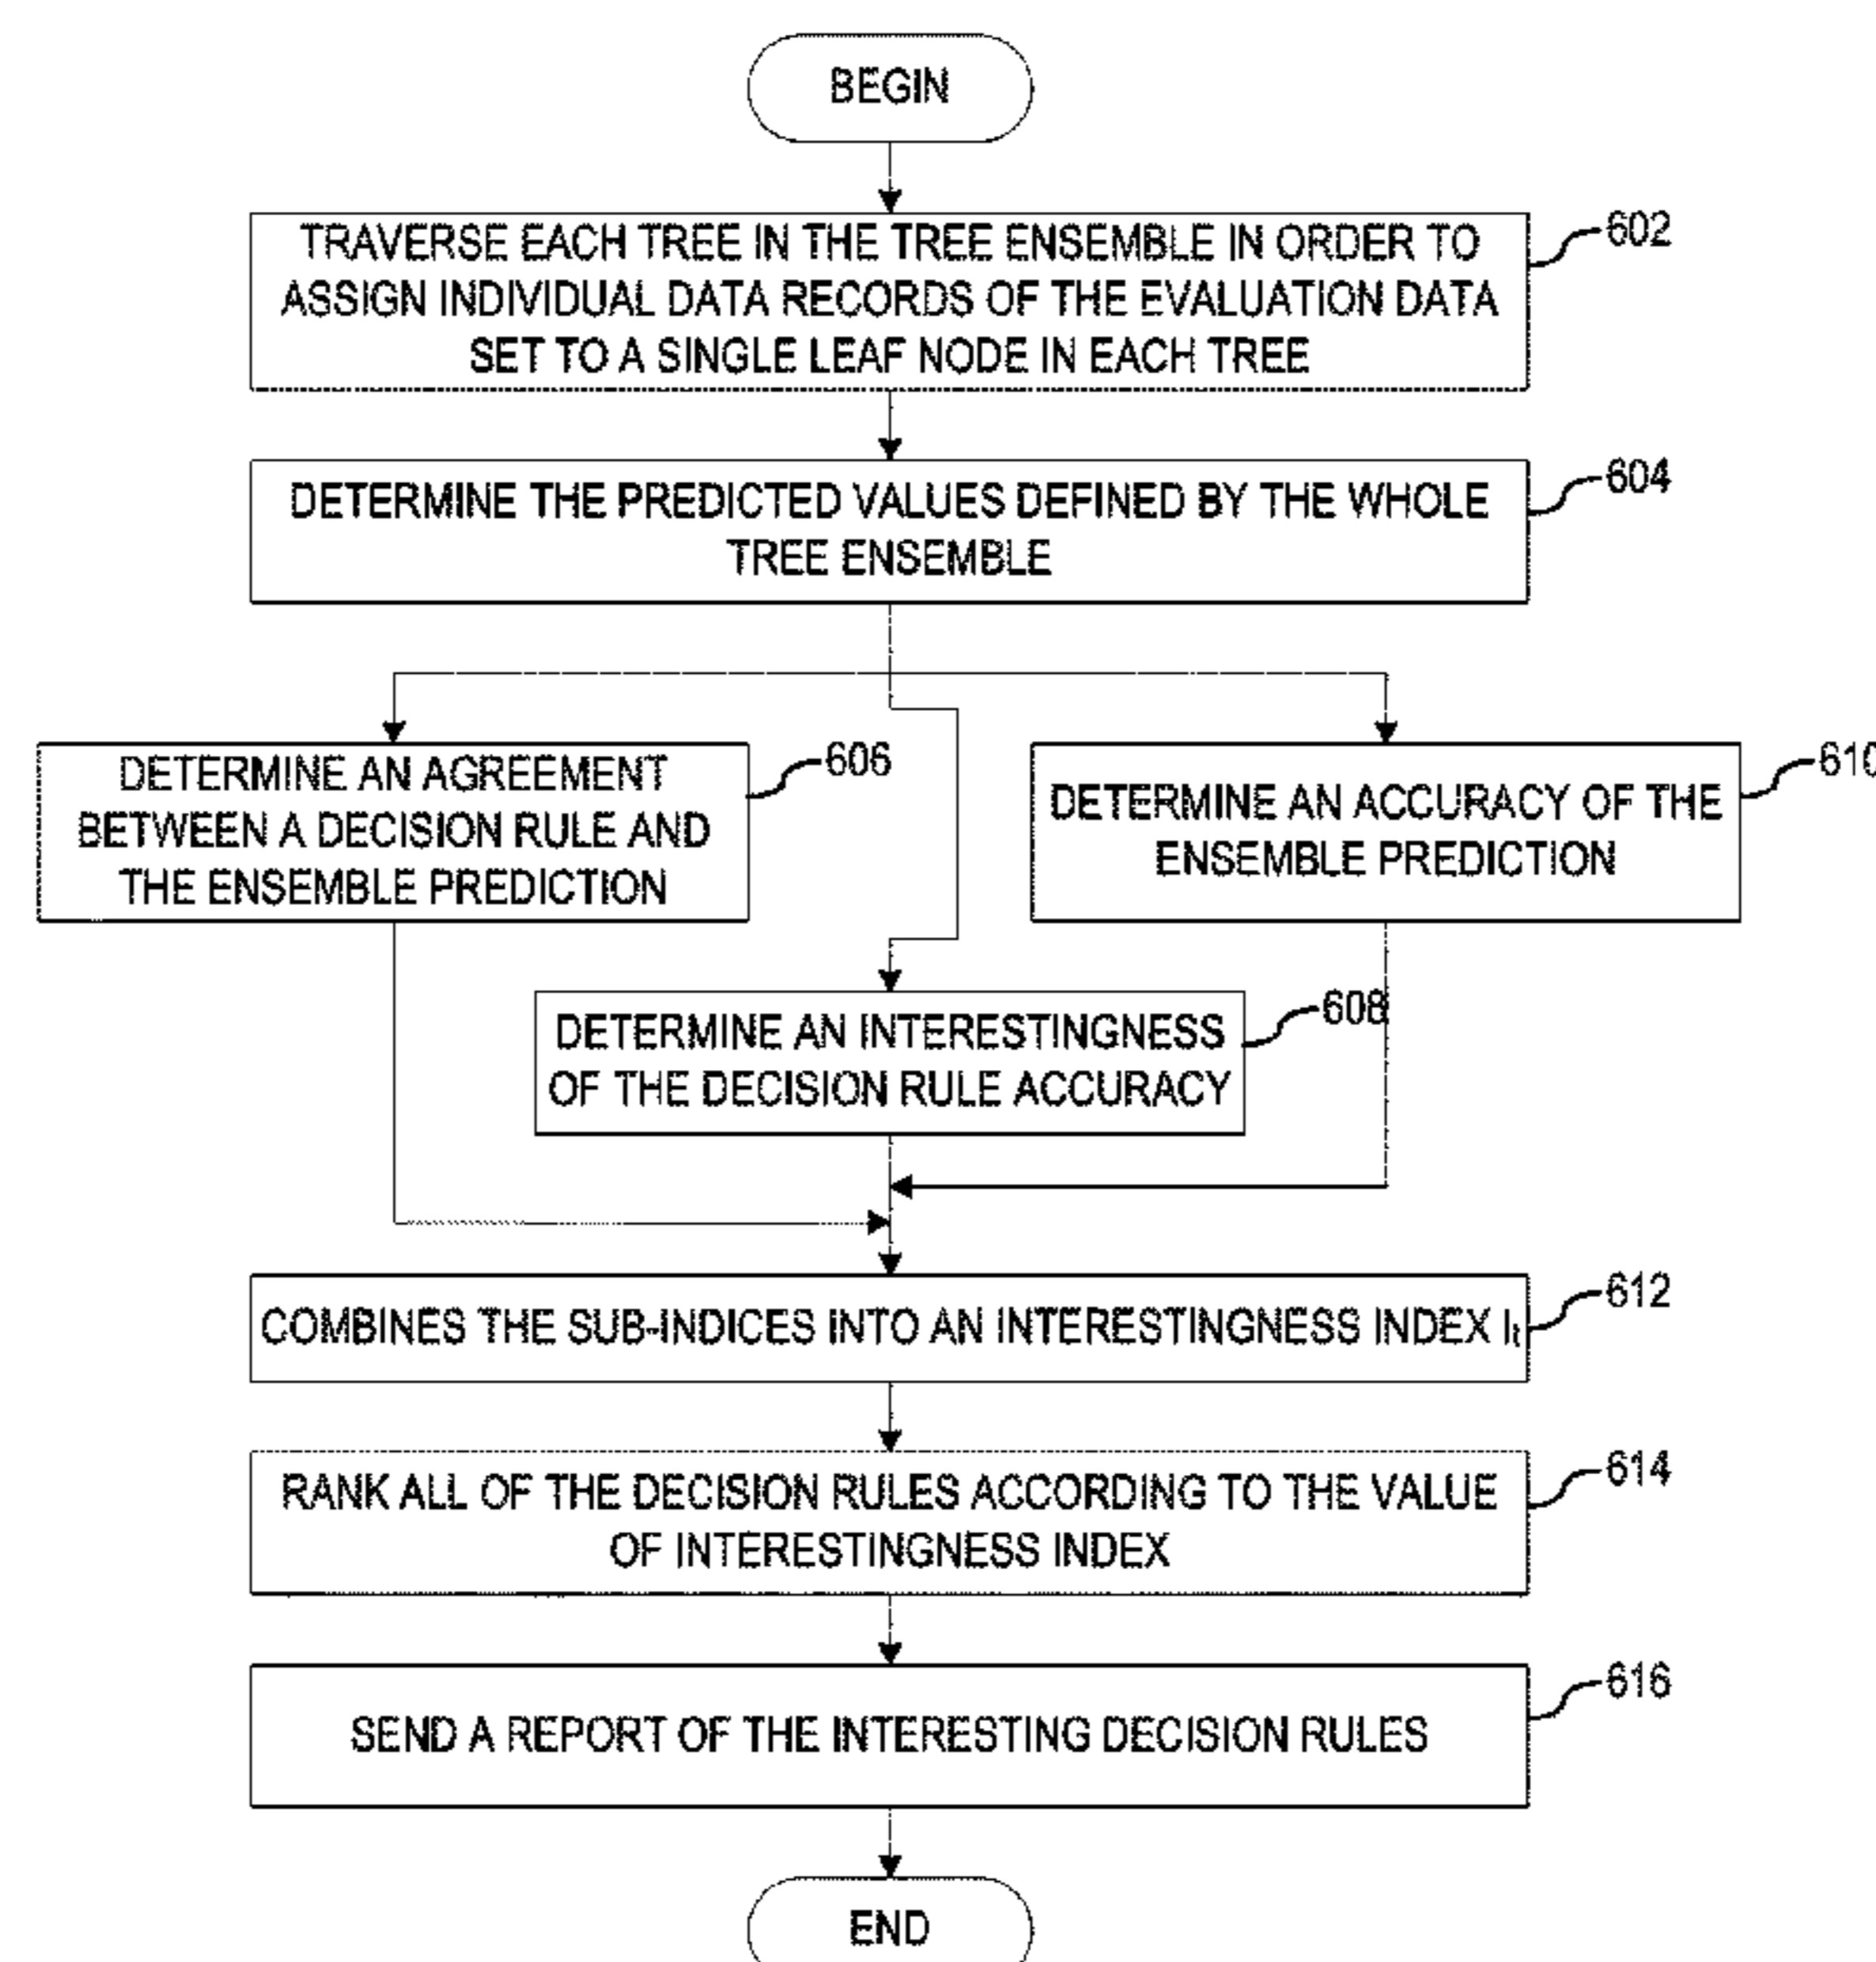 BEGIN
TRAVERSE EACH TREE IN THE TREE ENSEMBLE IN ORDER TO
ASSIGN INDIVIDUAL DATA RECORDS OF THE EVALUATION DATA
SET TO A SINGLE LEAF NODE IN EACH TREE
602
DETERMINE THE PREDICTED VALUES DEFINED BY THE WHOLE
TREE ENSEMBLE
604
DETERMINE AN AGREEMENT
BETWEEN A DECISION RULE AND
THE ENSEMBLE PREDICTION
606
DETERMINE AN ACCURACY OF THE
ENSEMBLE PREDICTION
610
DETERMINE AN INTERESTINGNESS
OF THE DECISION RULE ACCURACY
608
COMBINES THE SUB-INDICES INTO AN INTERESTINGNESS INDEX It
612
RANK ALL OF THE DECISION RULES ACCORDING TO THE VALUE
OF INTERESTINGNESS INDEX
614
SEND A REPORT OF THE INTERESTING DECISION RULES
616
END